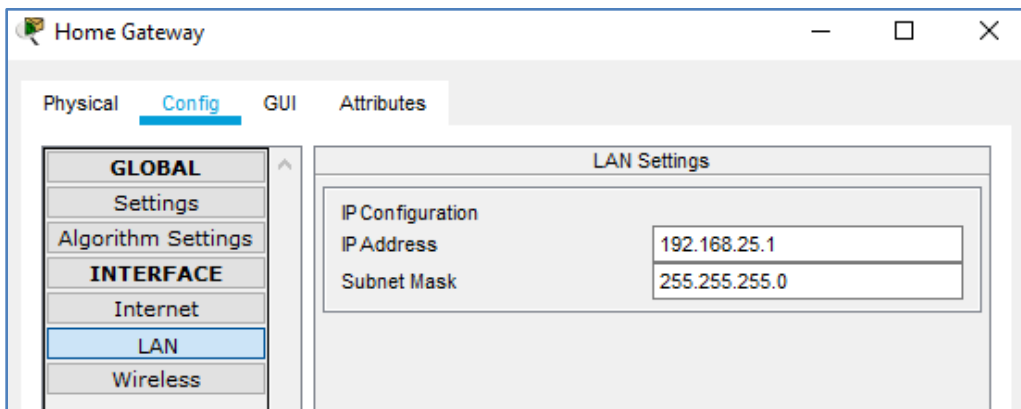 Home Gateway
Physical Config GUI Attributes
GLOBAL
Settings
Algorithm Settings
INTERFACE
Internet
LAN
Wireless
LAN Settings
IP Configuration
IP Address 192.168.25.1
Subnet Mask 255.255.255.0